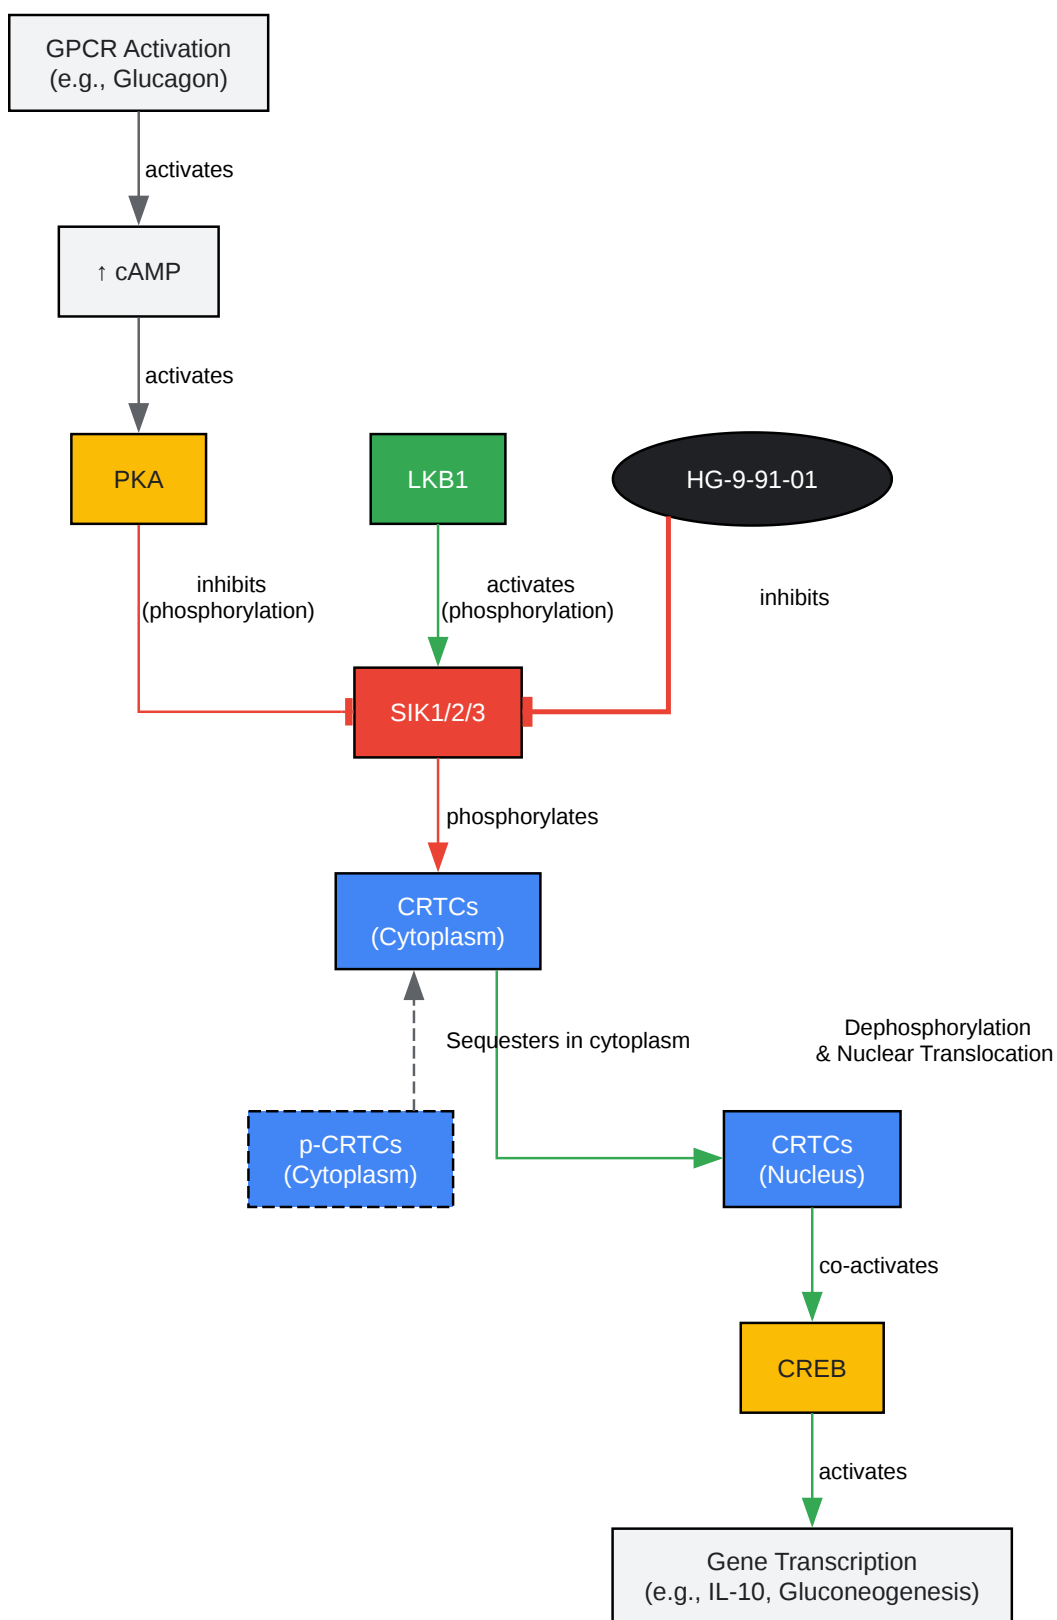 GPCR Activation
(e.g., Glucagon)
activates
↑ cAMP
activates
PKA
LKB1
HG-9-91-01
inhibits
(phosphorylation)
activates
(phosphorylation)
inhibits
SIK1/2/3
phosphorylates
CRTCs
(Cytoplasm)
Sequesters in cytoplasm
Dephosphorylation
& Nuclear Translocation
p-CRTCs
(Cytoplasm)
CRTCs
(Nucleus)
co-activates
CREB
activates
Gene Transcription
(e.g., IL-10, Gluconeogenesis)